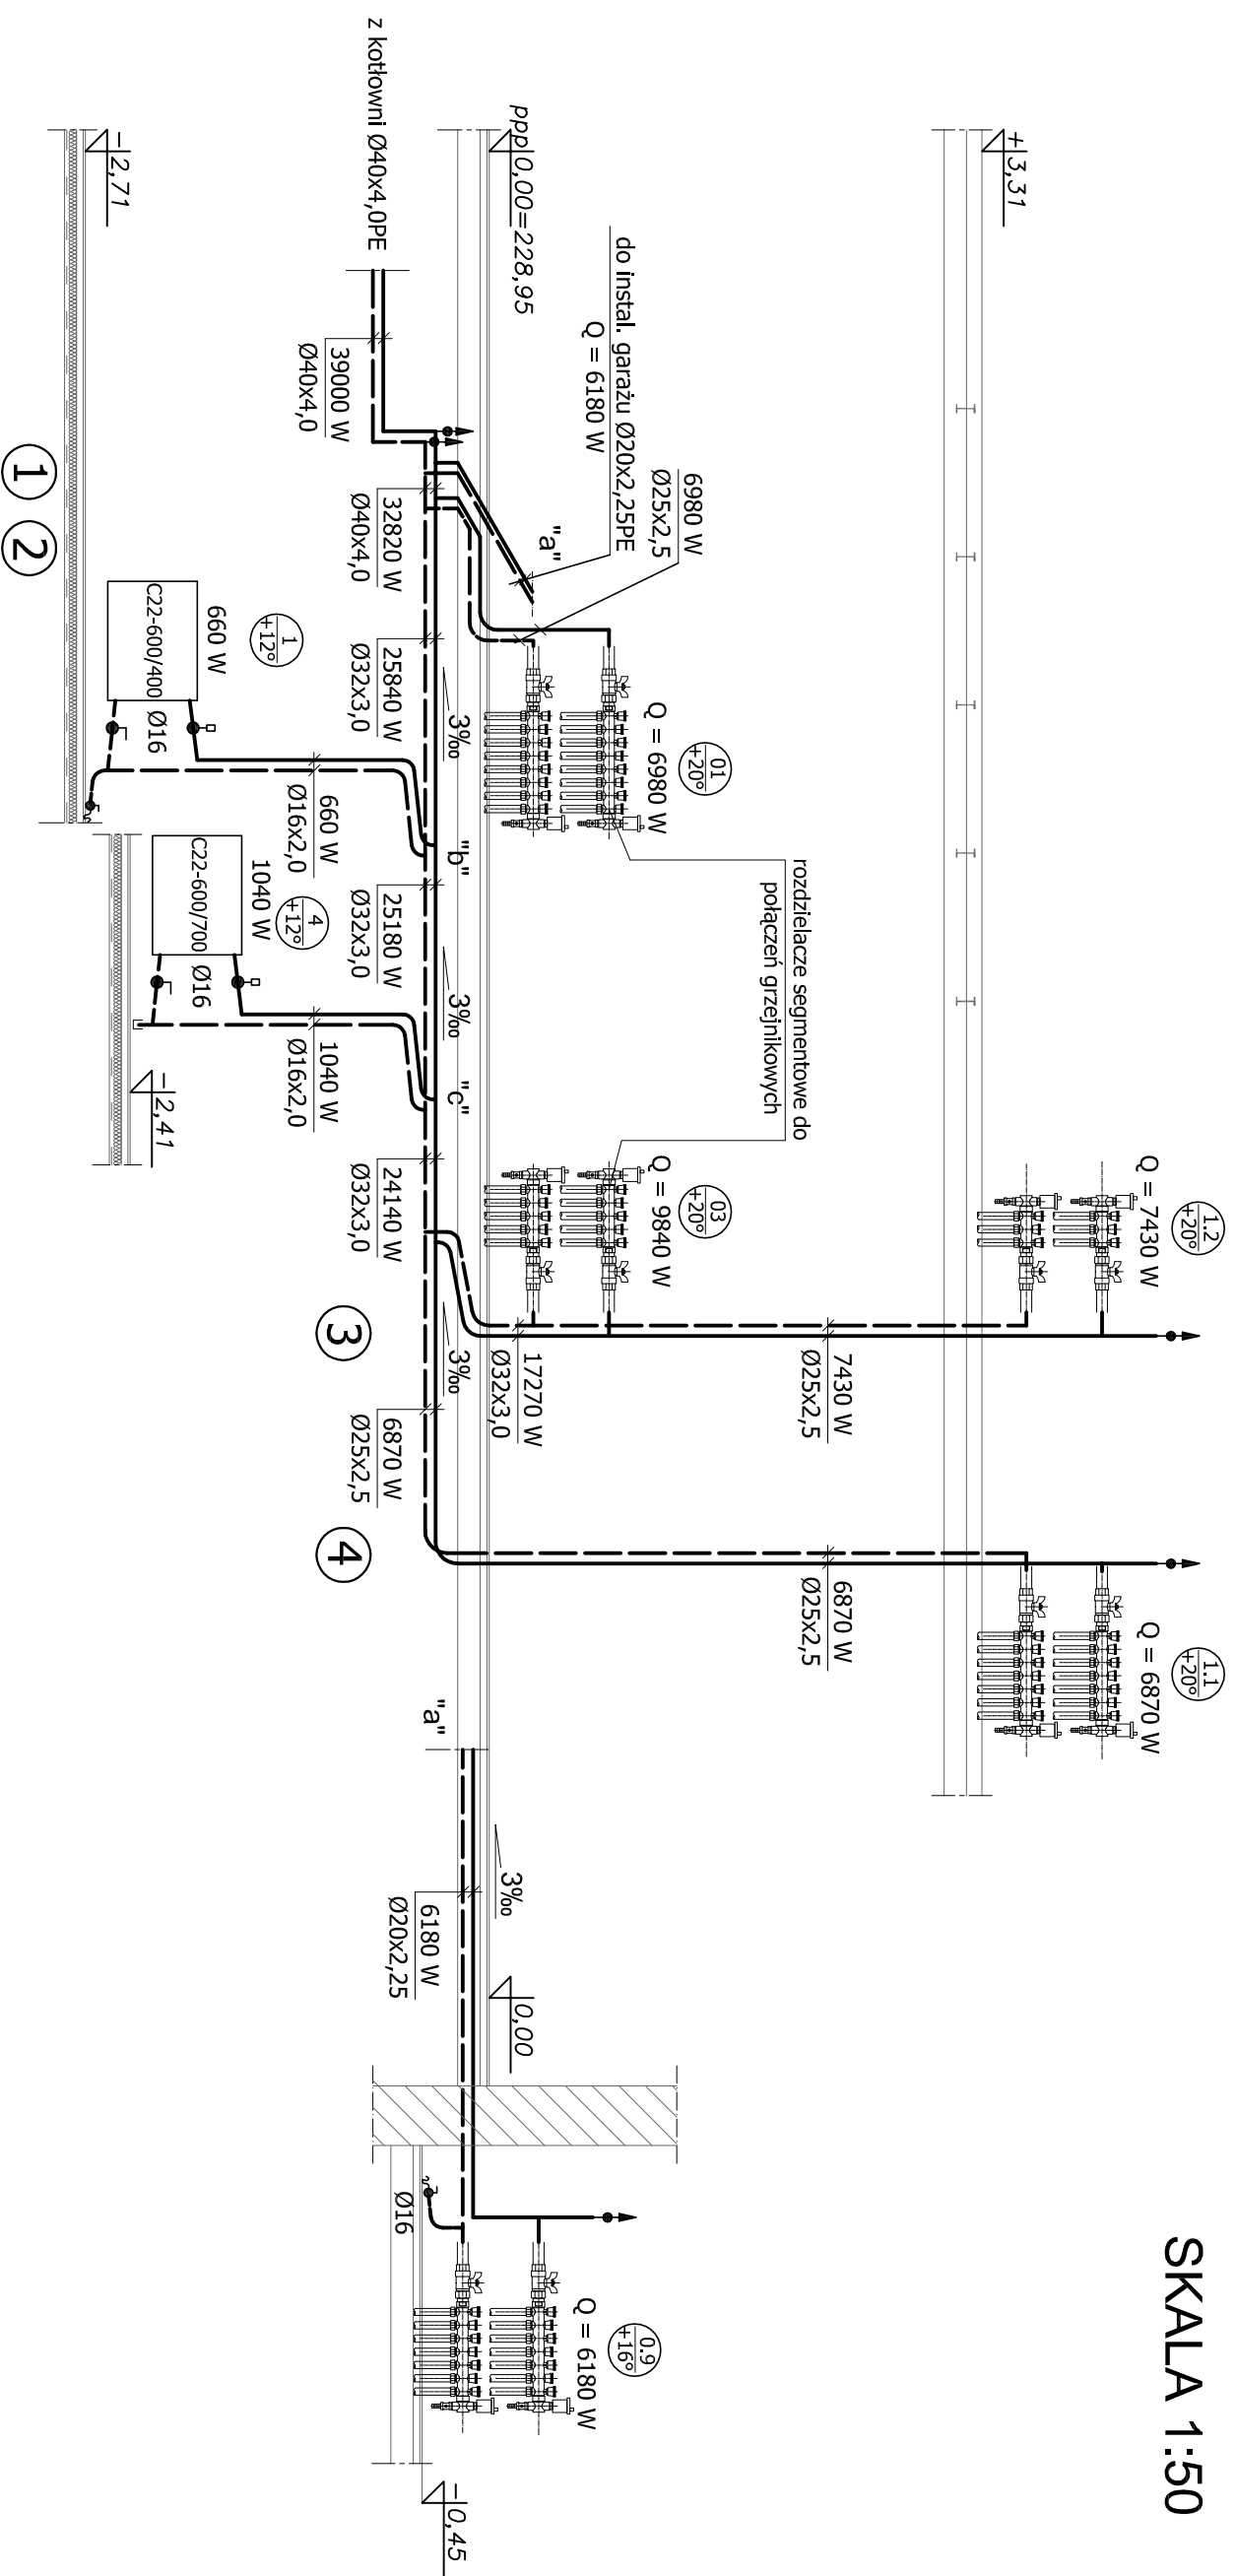 SKALA 1:50
+3,31
1.2
+20°
Q = 7430 W
1.1
+20°
Q = 6870 W
7430 W
Ø25x2,5
6870 W
Ø25x2,5
rozdzielacze segmentowe do
połączeń grzejnikowych
01
+20°
Q = 6980 W
03
+20°
Q = 9840 W
6980 W
Ø25x2,5
do instal. garażu Ø20x2,25PE
Q = 6180 W
"a"
ppp0,00=228,95
17270 W
Ø32x3,0
z kotłowni Ø40x4,0PE
39000 W
Ø40x4,0
32820 W
Ø40x4,0
25840 W
Ø32x3,0
3‰
"b"
25180 W
Ø32x3,0
3‰
"c"
24140 W
Ø32x3,0
3‰
6870 W
Ø25x2,5
"a"
3‰
6180 W
Ø20x2,25
0,00
0.9
+16°
Q = 6180 W
Ø16
-0,45
1
+12°
660 W
C22-600/400
Ø16
660 W
Ø16x2,0
4
+12°
1040 W
C22-600/700
Ø16
1040 W
Ø16x2,0
-2,71
-2,41
1
2
3
4